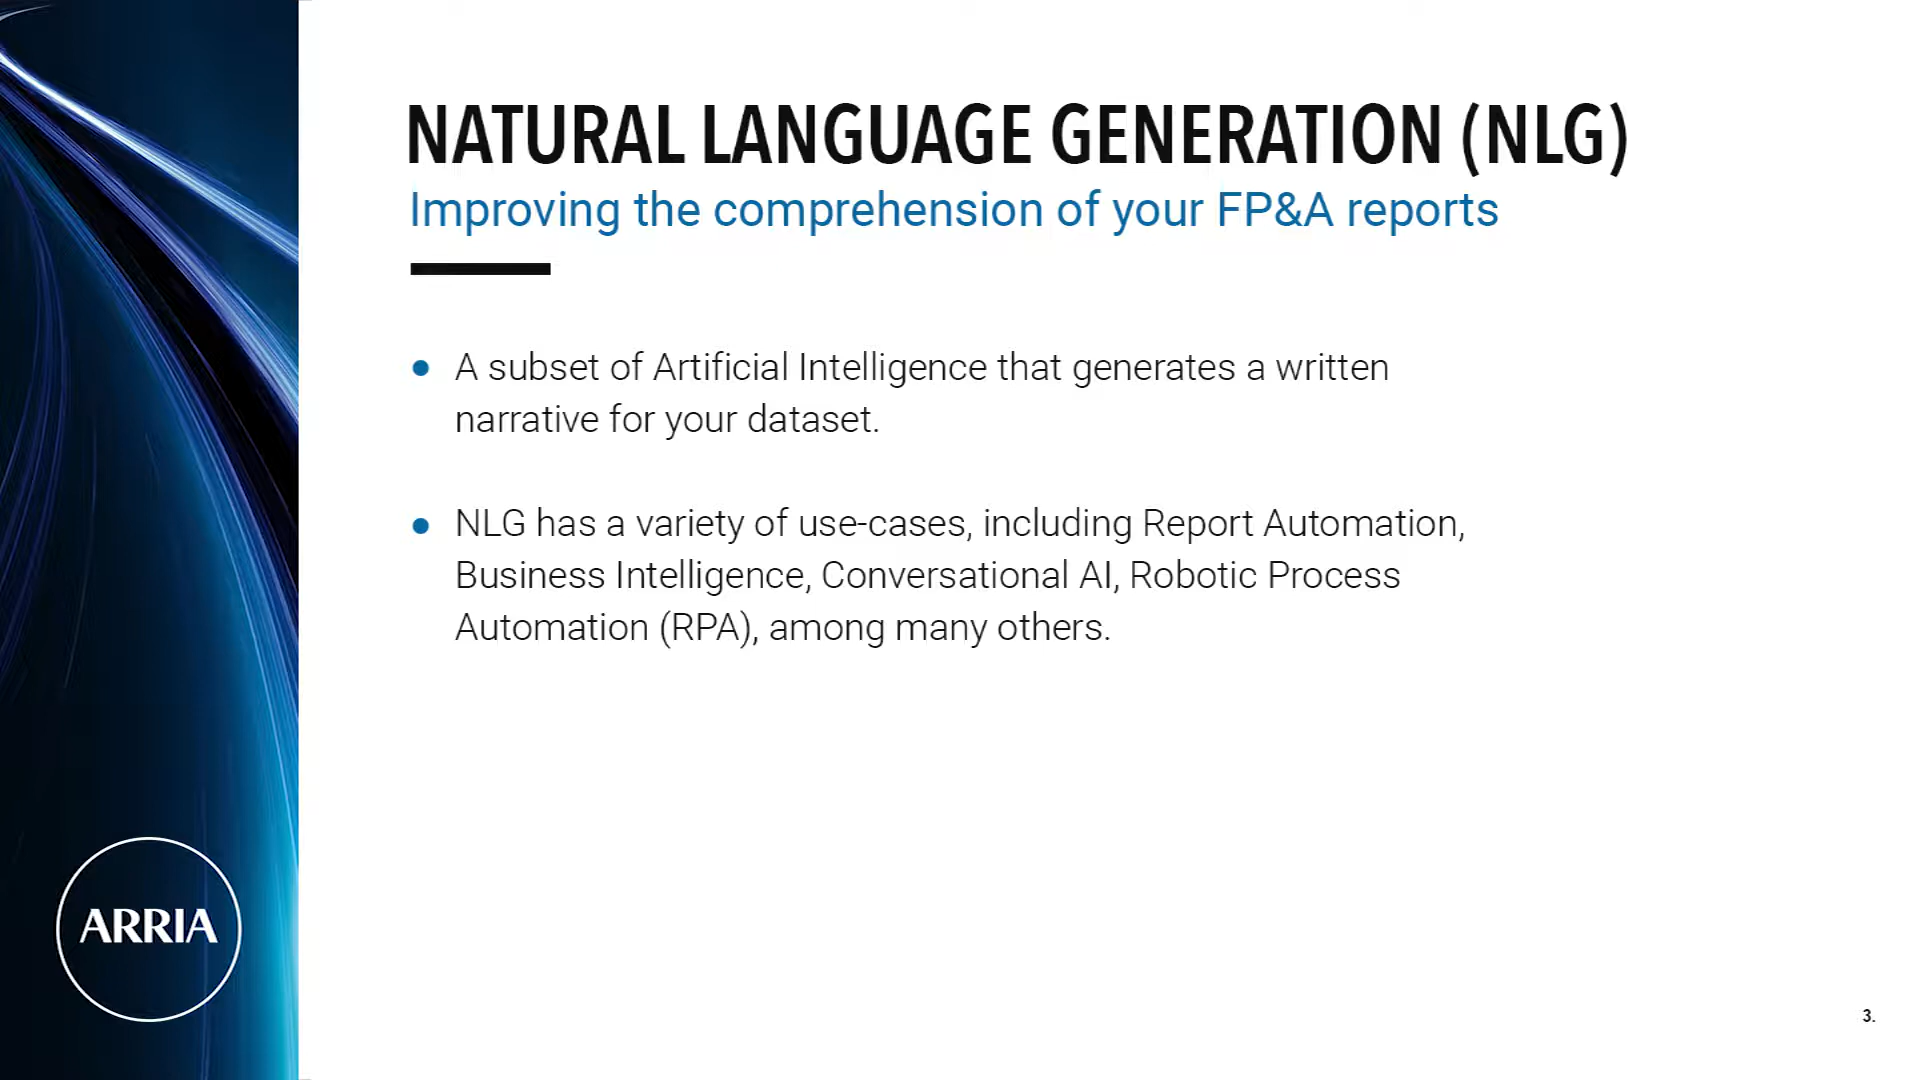 NATURAL LANGUAGE GENERATION (NLG)
Improving the comprehension of your FP&A reports
● A subset of Artificial Intelligence that generates a written
narrative for your dataset.
● NLG has a variety of use-cases, including Report Automation,
Business Intelligence, Conversational AI, Robotic Process
Automation (RPA), among many others.
ARRIA
3.